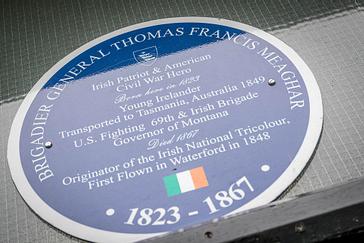 BRIGADIER GENERAL THOMAS FRANCIS MEAGHAR
Irish Patriot & American
Civil War Hero
Born here in 1823
Young Irelander
Transported to Tasmania, Australia 1849
U.S. Fighting 69th & Irish Brigade
Governor of Montana
Died 1867
Originator of the Irish National Tricolour,
First Flown in Waterford in 1848
• 1823 - 1867 •